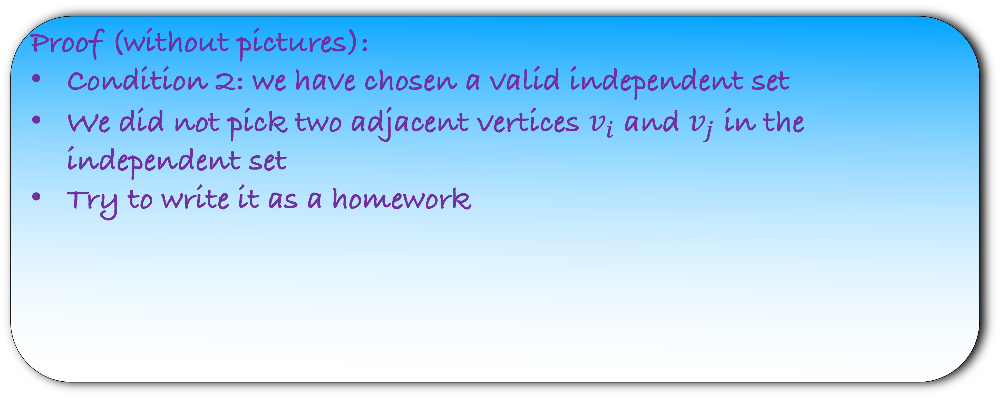 Proof (without pictures):
• Condition 2: we have chosen a valid independent set
• We did not pick two adjacent vertices $v_i$ and $v_j$ in the
independent set
• Try to write it as a homework